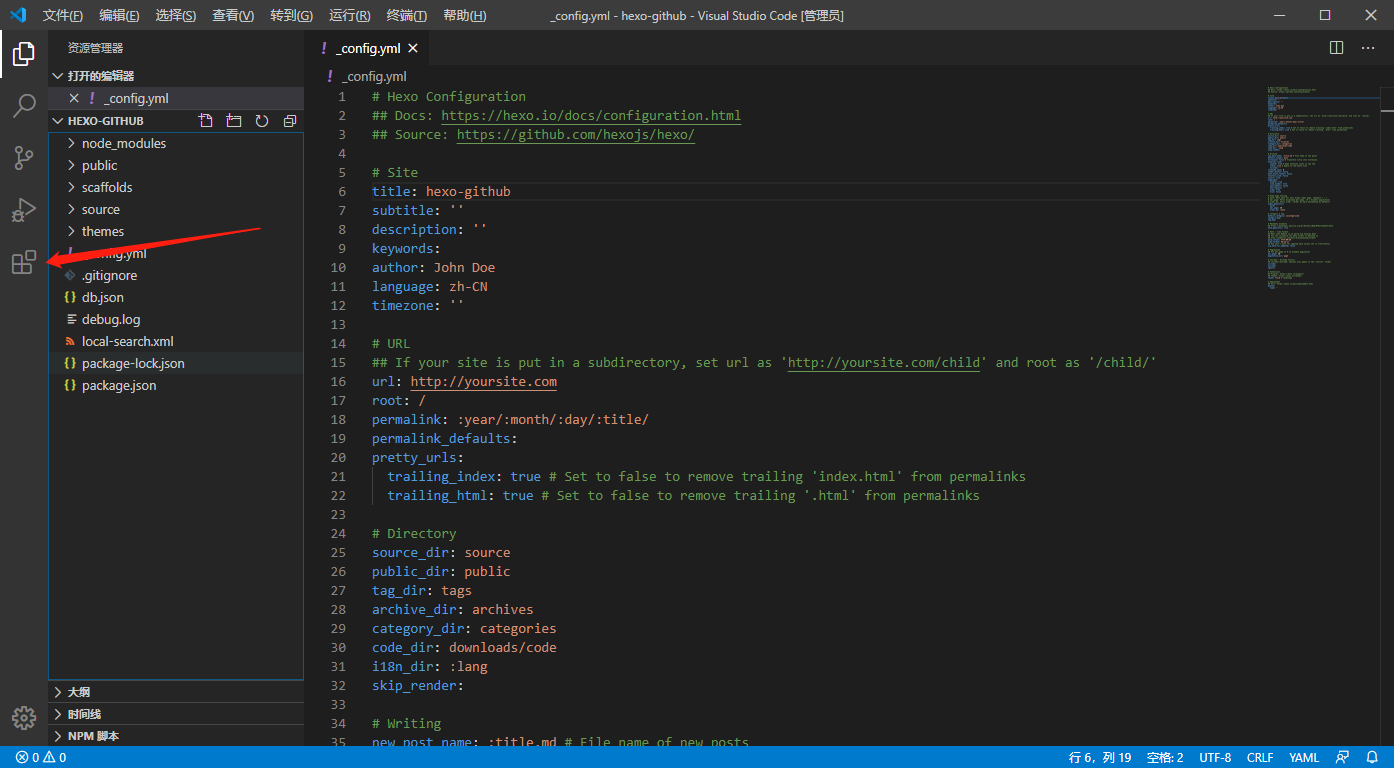 文件(F) 编辑(E) 选择(S) 查看(V) 转到(G) 运行(R) 终端(T) 帮助(H) _config.yml - hexo-github - Visual Studio Code [管理员]
资源管理器
打开的编辑器
_config.yml
HEXO-GITHUB
node_modules
public
scaffolds
source
themes
.gitignore
db.json
debug.log
local-search.xml
package-lock.json
package.json
大纲
时间线
NPM 脚本
_config.yml
_config.yml
1 # Hexo Configuration
2 ## Docs: https://hexo.io/docs/configuration.html
3 ## Source: https://github.com/hexojs/hexo/
4
5 # Site
6 title: hexo-github
7 subtitle: ''
8 description: ''
9 keywords:
10 author: John Doe
11 language: zh-CN
12 timezone: ''
13
14 # URL
15 ## If your site is put in a subdirectory, set url as 'http://yoursite.com/child' and root as '/child/'
16 url: http://yoursite.com
17 root: /
18 permalink: :year/:month/:day/:title/
19 permalink_defaults:
20 pretty_urls:
21 trailing_index: true # Set to false to remove trailing 'index.html' from permalinks
22 trailing_html: true # Set to false to remove trailing '.html' from permalinks
23
24 # Directory
25 source_dir: source
26 public_dir: public
27 tag_dir: tags
28 archive_dir: archives
29 category_dir: categories
30 code_dir: downloads/code
31 i18n_dir: :lang
32 skip_render:
33
34 # Writing
35 new_post_name: :title.md # File name of new posts
0 0 行 6，列 19 空格: 2 UTF-8 CRLF YAML